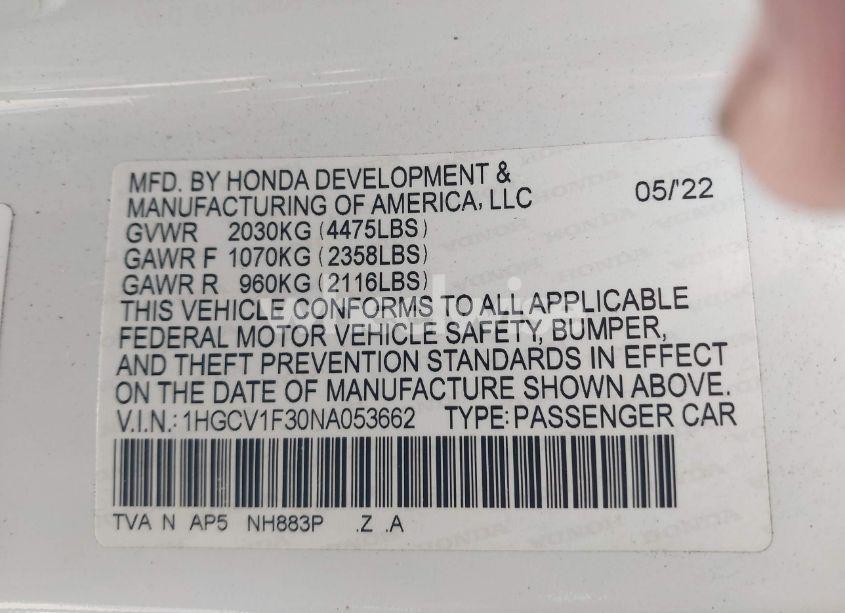 MFD. BY HONDA DEVELOPMENT &
MANUFACTURING OF AMERICA, LLC 05/'22
GVWR 2030KG (4475LBS)
GAWR F 1070KG (2358LBS)
GAWR R 960KG (2116LBS)
THIS VEHICLE CONFORMS TO ALL APPLICABLE
FEDERAL MOTOR VEHICLE SAFETY, BUMPER,
AND THEFT PREVENTION STANDARDS IN EFFECT
ON THE DATE OF MANUFACTURE SHOWN ABOVE.
V.I.N.: 1HGCV1F30NA053662 TYPE: PASSENGER CAR
TVA N AP5 NH883P .Z .A